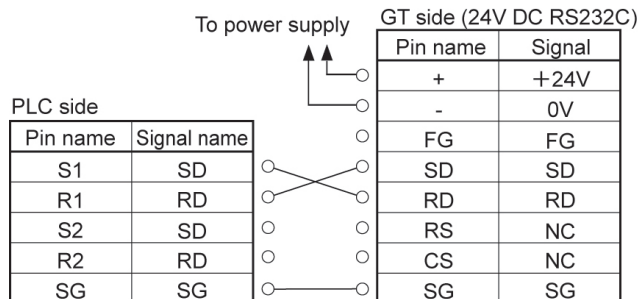 To power supply
GT side (24V DC RS232C)
Pin name Signal
+ +24V
- 0V
FG FG
SD SD
RD RD
RS NC
CS NC
SG SG
PLC side
Pin name Signal name
S1 SD
R1 RD
S2 SD
R2 RD
SG SG